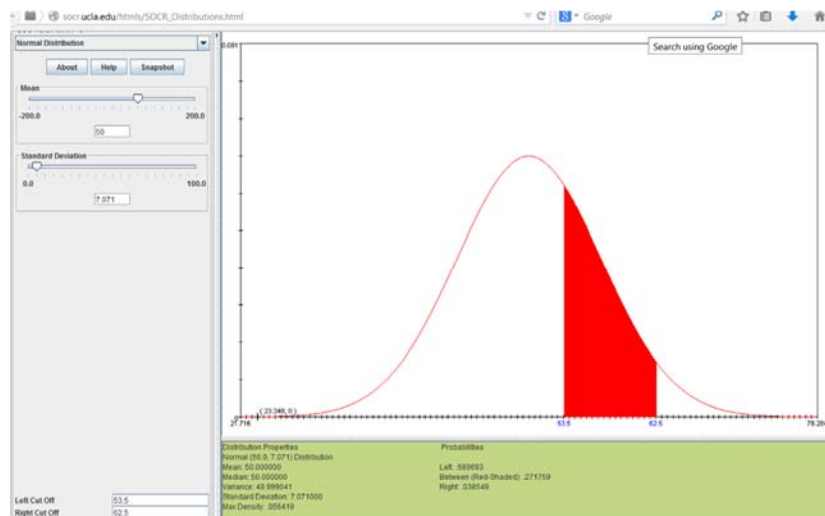 socr.ucla.edu/htmls/SOCR_Distributions.html
Google
Search using Google
Normal Distribution
About Help Snapshot
Mean
-200.0 200.0
50
Standard Deviation
0.0 100.0
7.071
Left Cut Off 53.5
Right Cut Off 62.5
0.081
( 23.348, 0 )
21.716 53.5 62.5
Distribution Properties
Normal (50.0, 7.071) Distribution
Mean: 50.000000
Median: 50.000000
Variance: 49.999041
Standard Deviation: 7.071000
Max Density: .056419
Probabilities
Left: .689693
Between (Red-Shaded): .271759
Right: .038549